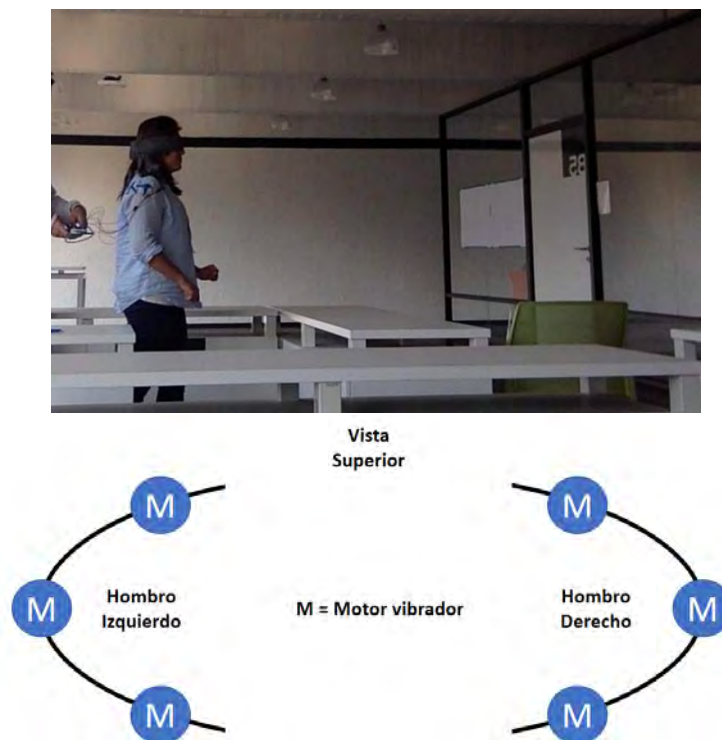 Vista
Superior
M
M
M
Hombro
Izquierdo
M = Motor vibrador
Hombro
Derecho
M
M
M